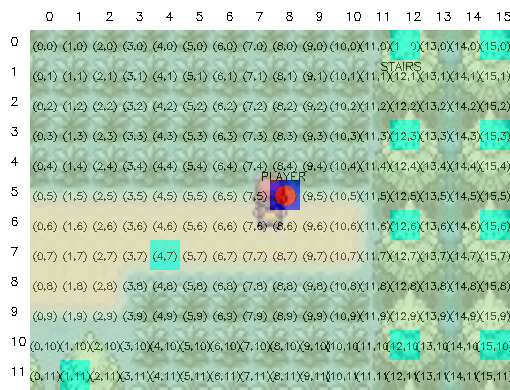 0 1 2 3 4 5 6 7 8 9 10 11 12 13 14 15
0 (0,0) (1,0) (2,0) (3,0) (4,0) (5,0) (6,0) (7,0) (8,0) (9,0) (10,0) (11,0) (13,0) (14,0) (15,0)
STAIRS
1 (0,1) (1,1) (2,1) (3,1) (4,1) (5,1) (6,1) (7,1) (8,1) (9,1) (10,1) (11,1) (12,1) (13,1) (14,1) (15,1)
2 (0,2) (1,2) (2,2) (3,2) (4,2) (5,2) (6,2) (7,2) (8,2) (9,2) (10,2) (11,2) (12,2) (13,2) (14,2) (15,2)
3 (0,3) (1,3) (2,3) (3,3) (4,3) (5,3) (6,3) (7,3) (8,3) (9,3) (10,3) (11,3) (12,3) (13,3) (14,3) (15,3)
4 (0,4) (1,4) (2,4) (3,4) (4,4) (5,4) (6,4) (7,4) (8,4) (9,4) (10,4) (11,4) (12,4) (13,4) (14,4) (15,4)
PLAYER
5 (0,5) (1,5) (2,5) (3,5) (4,5) (5,5) (6,5) (7,5) (9,5) (10,5) (11,5) (12,5) (13,5) (14,5) (15,5)
6 (0,6) (1,6) (2,6) (3,6) (4,6) (5,6) (6,6) (7,6) (8,6) (9,6) (10,6) (11,6) (12,6) (13,6) (14,6) (15,6)
7 (0,7) (1,7) (2,7) (3,7) (4,7) (5,7) (6,7) (7,7) (8,7) (9,7) (10,7) (11,7) (12,7) (13,7) (14,7) (15,7)
8 (0,8) (1,8) (2,8) (3,8) (4,8) (5,8) (6,8) (7,8) (8,8) (9,8) (10,8) (11,8) (12,8) (13,8) (14,8) (15,8)
9 (0,9) (1,9) (2,9) (3,9) (4,9) (5,9) (6,9) (7,9) (8,9) (9,9) (10,9) (11,9) (12,9) (13,9) (14,9) (15,9)
10 (0,10) (1,10) (2,10) (3,10) (4,10) (5,10) (6,10) (7,10) (8,10) (9,10) (10,10) (11,10) (12,10) (13,10) (14,10) (15,10)
11 (0,11) (1,11) (2,11) (3,11) (4,11) (5,11) (6,11) (7,11) (8,11) (9,11) (10,11) (11,11) (12,11) (13,11) (14,11) (15,11)